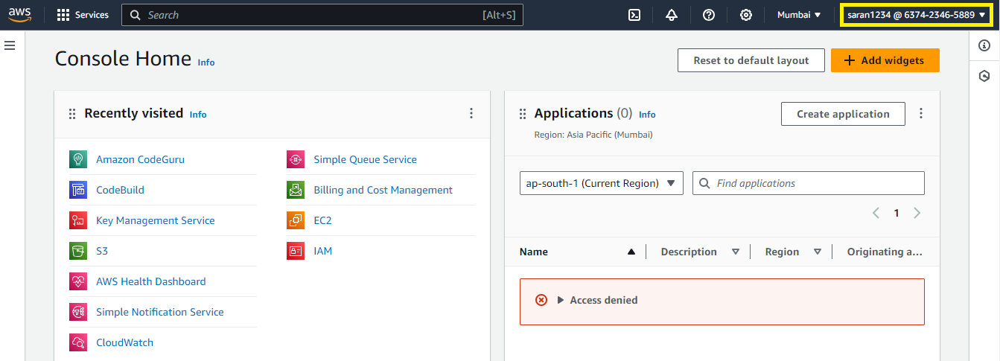 aws Services Search [Alt+S] Mumbai saran1234 @ 6374-2346-5889
Console Home Info
Reset to default layout
Add widgets
Recently visited Info
Amazon CodeGuru
CodeBuild
Key Management Service
S3
AWS Health Dashboard
Simple Notification Service
CloudWatch
Simple Queue Service
Billing and Cost Management
EC2
IAM
Applications (0) Info
Region: Asia Pacific (Mumbai)
Create application
ap-south-1 (Current Region)
Find applications
1
Name Description Region Originating a...
Access denied